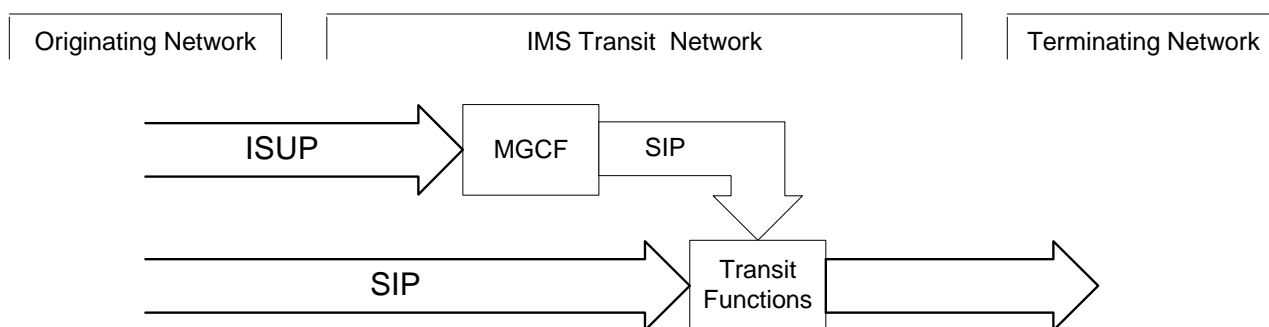 Originating Network
IMS Transit Network
Terminating Network
ISUP
MGCF
SIP
SIP
Transit
Functions